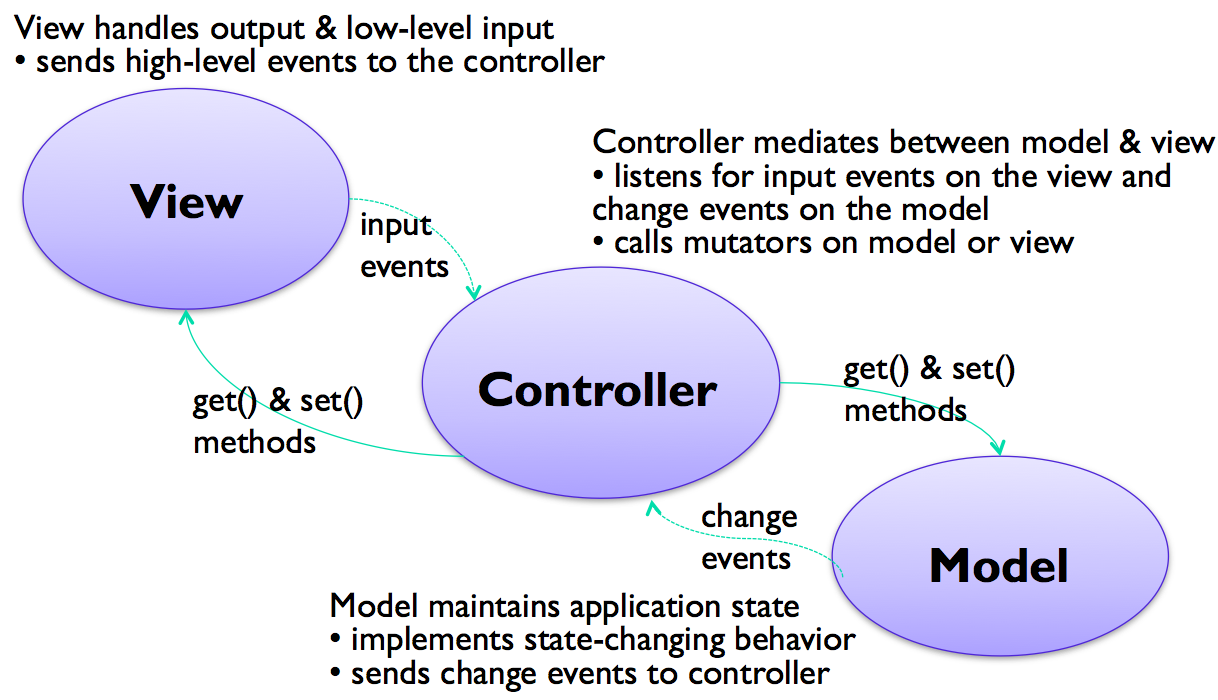 View handles output & low-level input
• sends high-level events to the controller
View
input
events
Controller mediates between model & view
• listens for input events on the view and
change events on the model
• calls mutators on model or view
Controller
get() & set()
methods
get() & set()
methods
change
events
Model
Model maintains application state
• implements state-changing behavior
• sends change events to controller